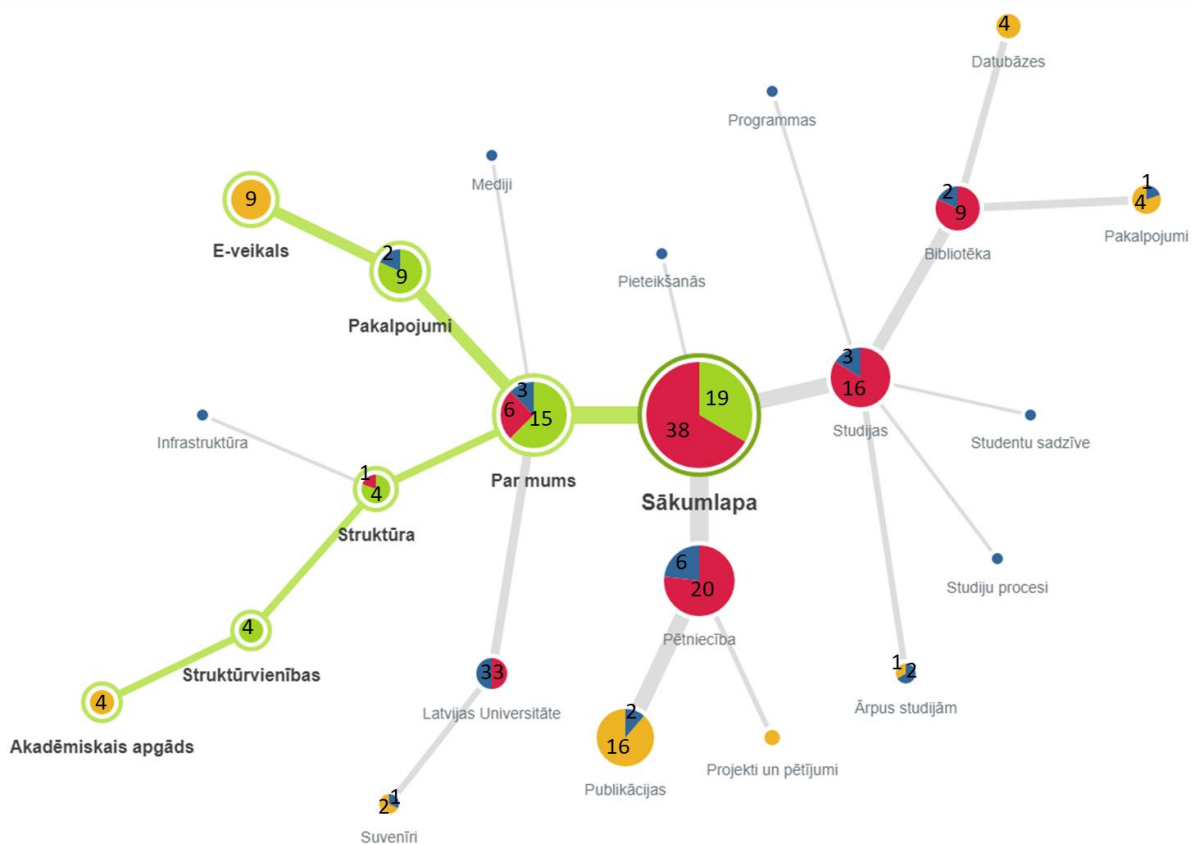 4
Datubāzes
Programmas
Mediji
9
E-veikals
2
9
Pakalpojumi
Pieteikšanās
2
9
Bibliotēka
1
4
Pakalpojumi
3
16
Studijas
3
6
15
Par mums
19
38
Sākumlapa
Infrastruktūra
Studentu sadzīve
1
4
Struktūra
6
20
Pētniecība
Studiju procesi
4
Struktūrvienības
3
3
Latvijas Universitāte
1
2
Ārpus studijām
4
Akadēmiskais apgāds
2
16
Publikācijas
Projekti un pētījumi
1
2
Suvenīri